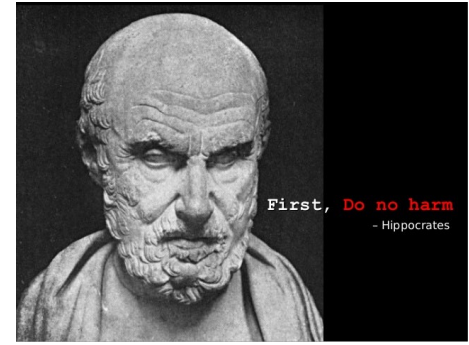 First, Do no harm
– Hippocrates